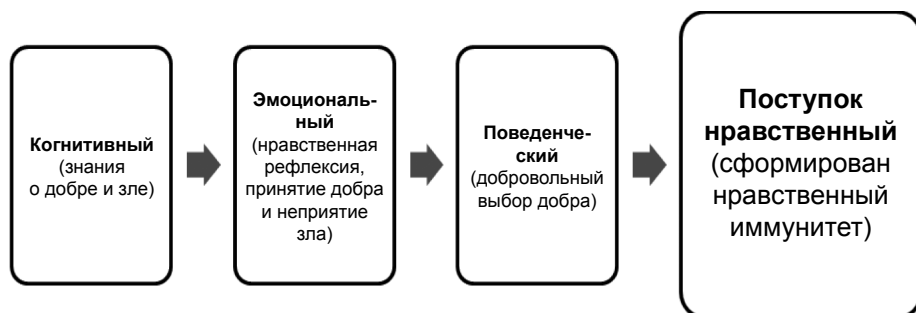 Когнитивный
(знания
о добре и зле)
Эмоциональ-
ный
(нравственная
рефлексия,
принятие добра
и неприятие
зла)
Поведенче-
ский
(добровольный
выбор добра)
Поступок
нравственный
(сформирован
нравственный
иммунитет)